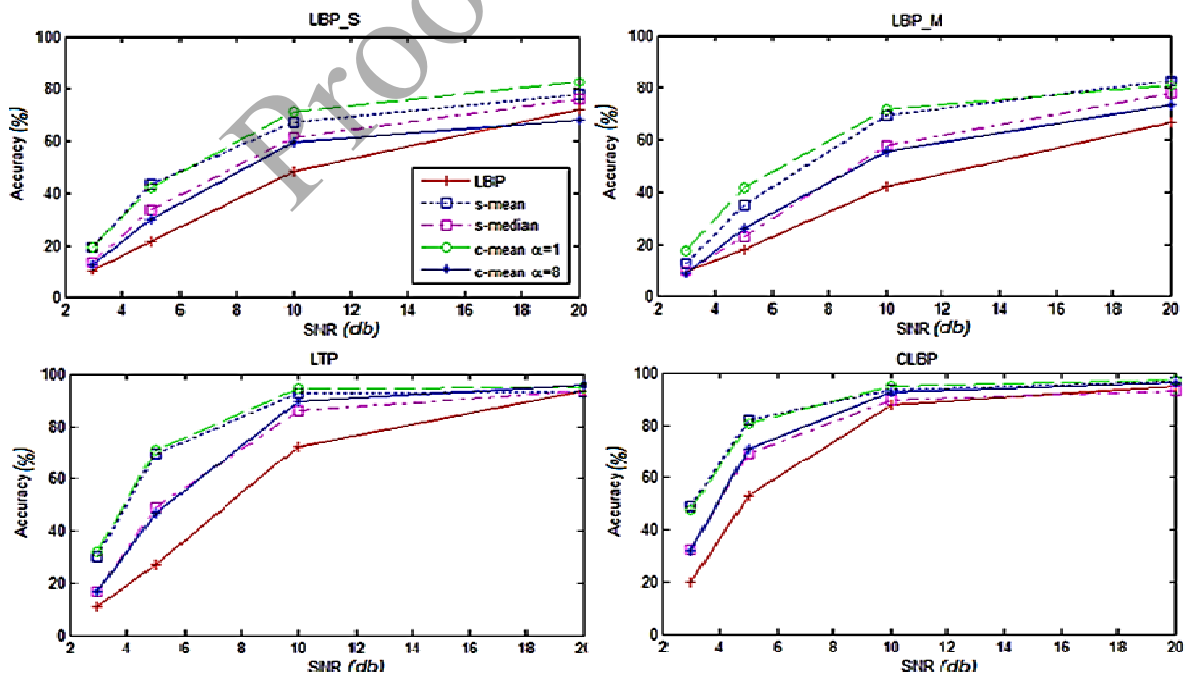 LBP_S
100
80
60
40
20
0
Accuracy (%)
2 4 6 8 10 12 14 16 18 20
SNR (db)
LBP
s-mean
s-median
c-mean α=1
c-mean α=8
Proo
LBP_M
100
80
60
40
20
0
Accuracy (%)
2 4 6 8 10 12 14 16 18 20
SNR (db)
LTP
100
80
60
40
20
0
Accuracy (%)
2 4 6 8 10 12 14 16 18 20
SNR (db)
CLBP
100
80
60
40
20
0
Accuracy (%)
2 4 6 8 10 12 14 16 18 20
SNR (db)